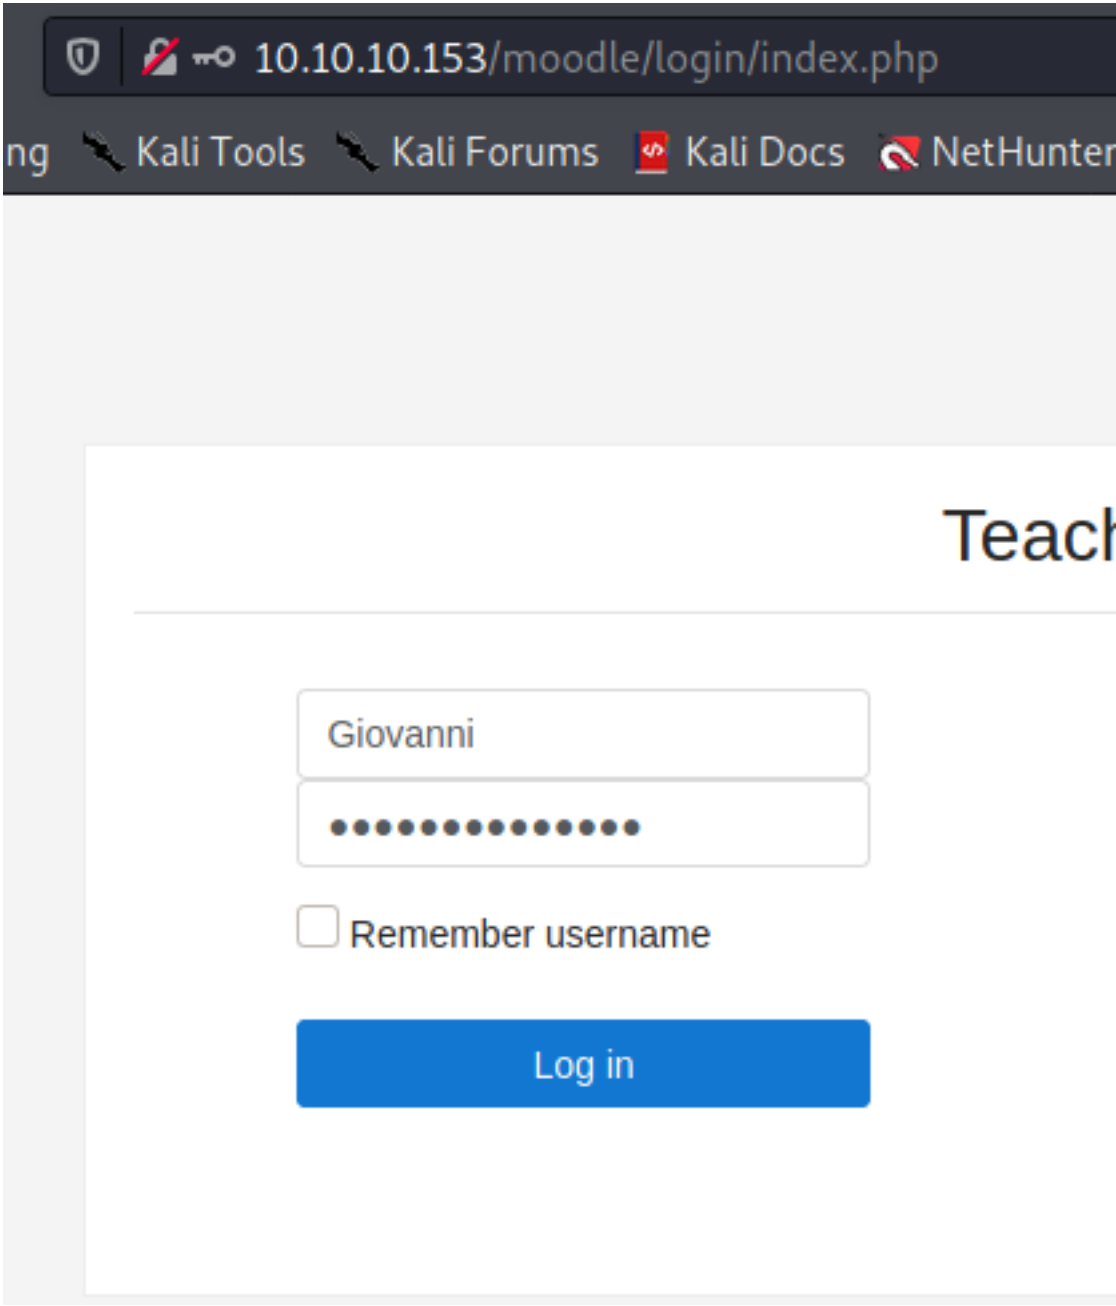 10.10.10.153/moodle/login/index.php
ng Kali Tools Kali Forums Kali Docs NetHunter
Teach
Giovanni
••••••••••••••
Remember username
Log in